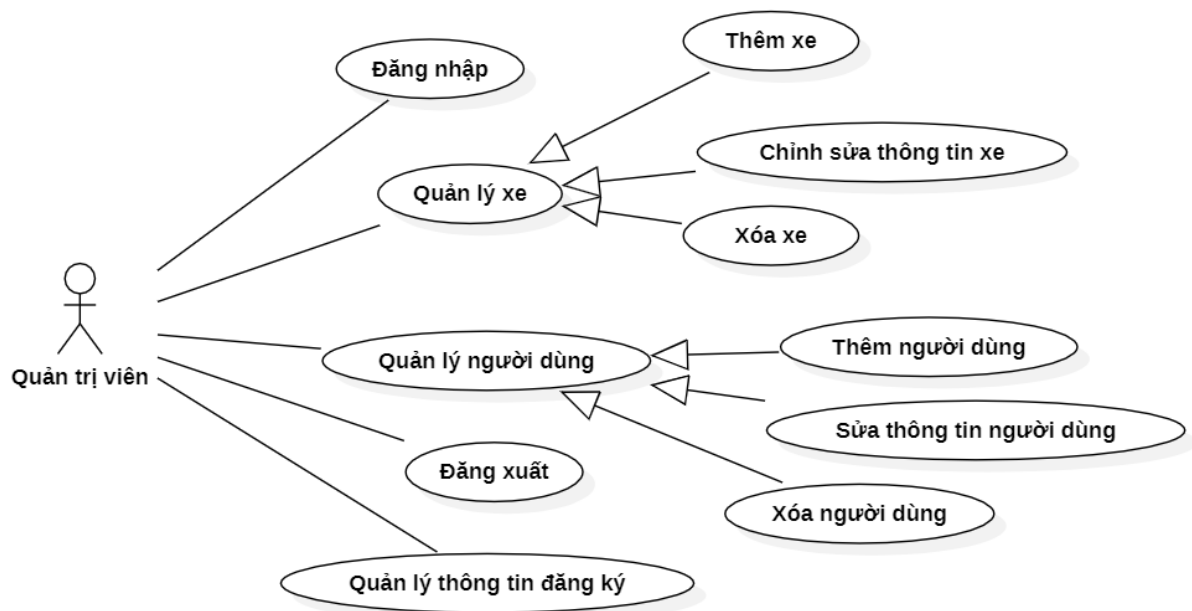 Thêm xe
Đăng nhập
Chỉnh sửa thông tin xe
Quản lý xe
Xóa xe
Quản trị viên
Quản lý người dùng
Thêm người dùng
Sửa thông tin người dùng
Đăng xuất
Xóa người dùng
Quản lý thông tin đăng ký